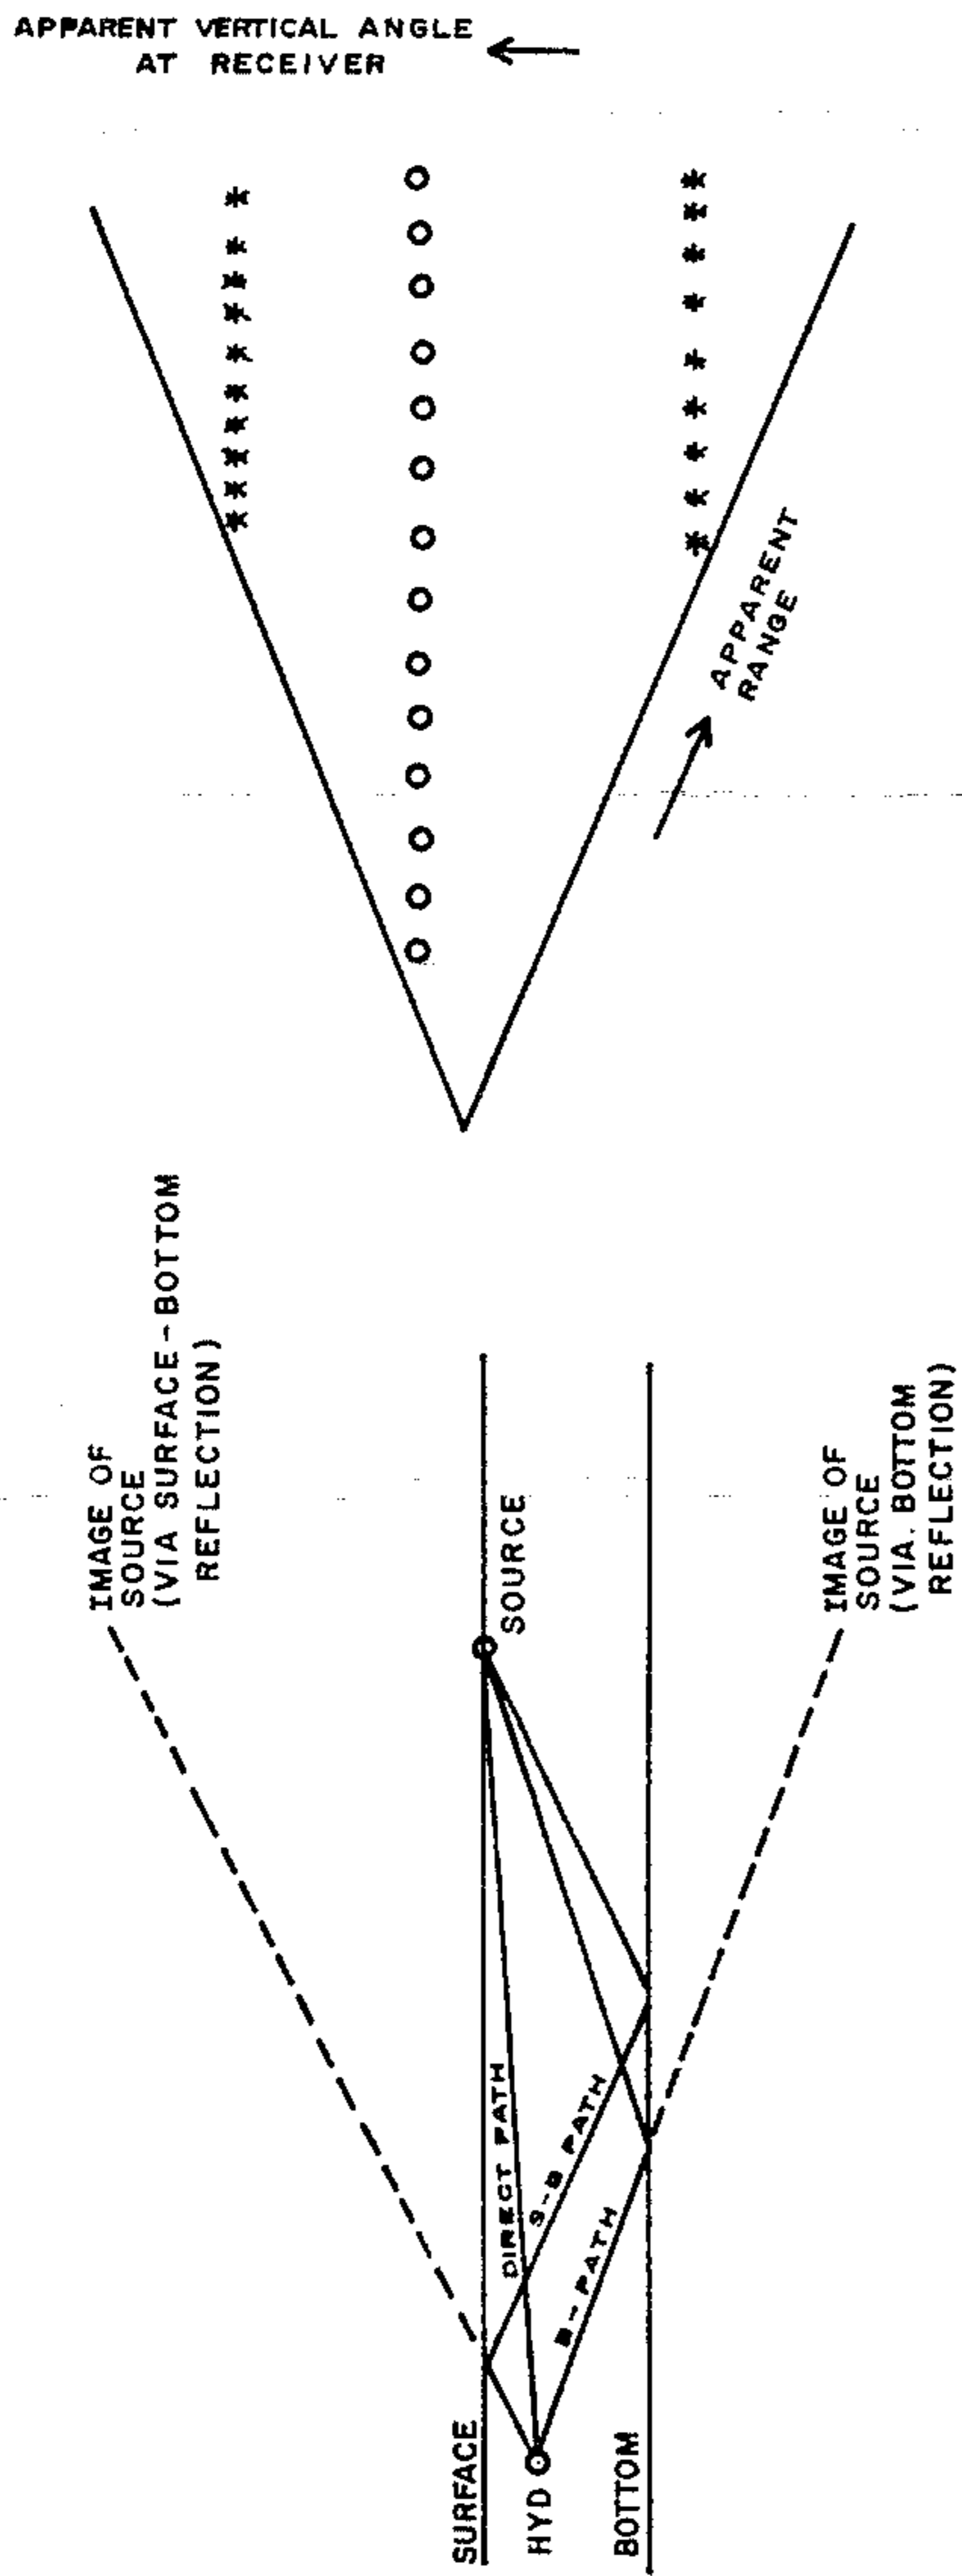 APPARENT VERTICAL ANGLE
AT RECEIVER
APPARENT
RANGE
IMAGE OF
SOURCE
(VIA SURFACE-BOTTOM
REFLECTION)
SOURCE
IMAGE OF
SOURCE
(VIA. BOTTOM
REFLECTION)
DIRECT PATH
S-B PATH
B-PATH
SURFACE
HYD
BOTTOM